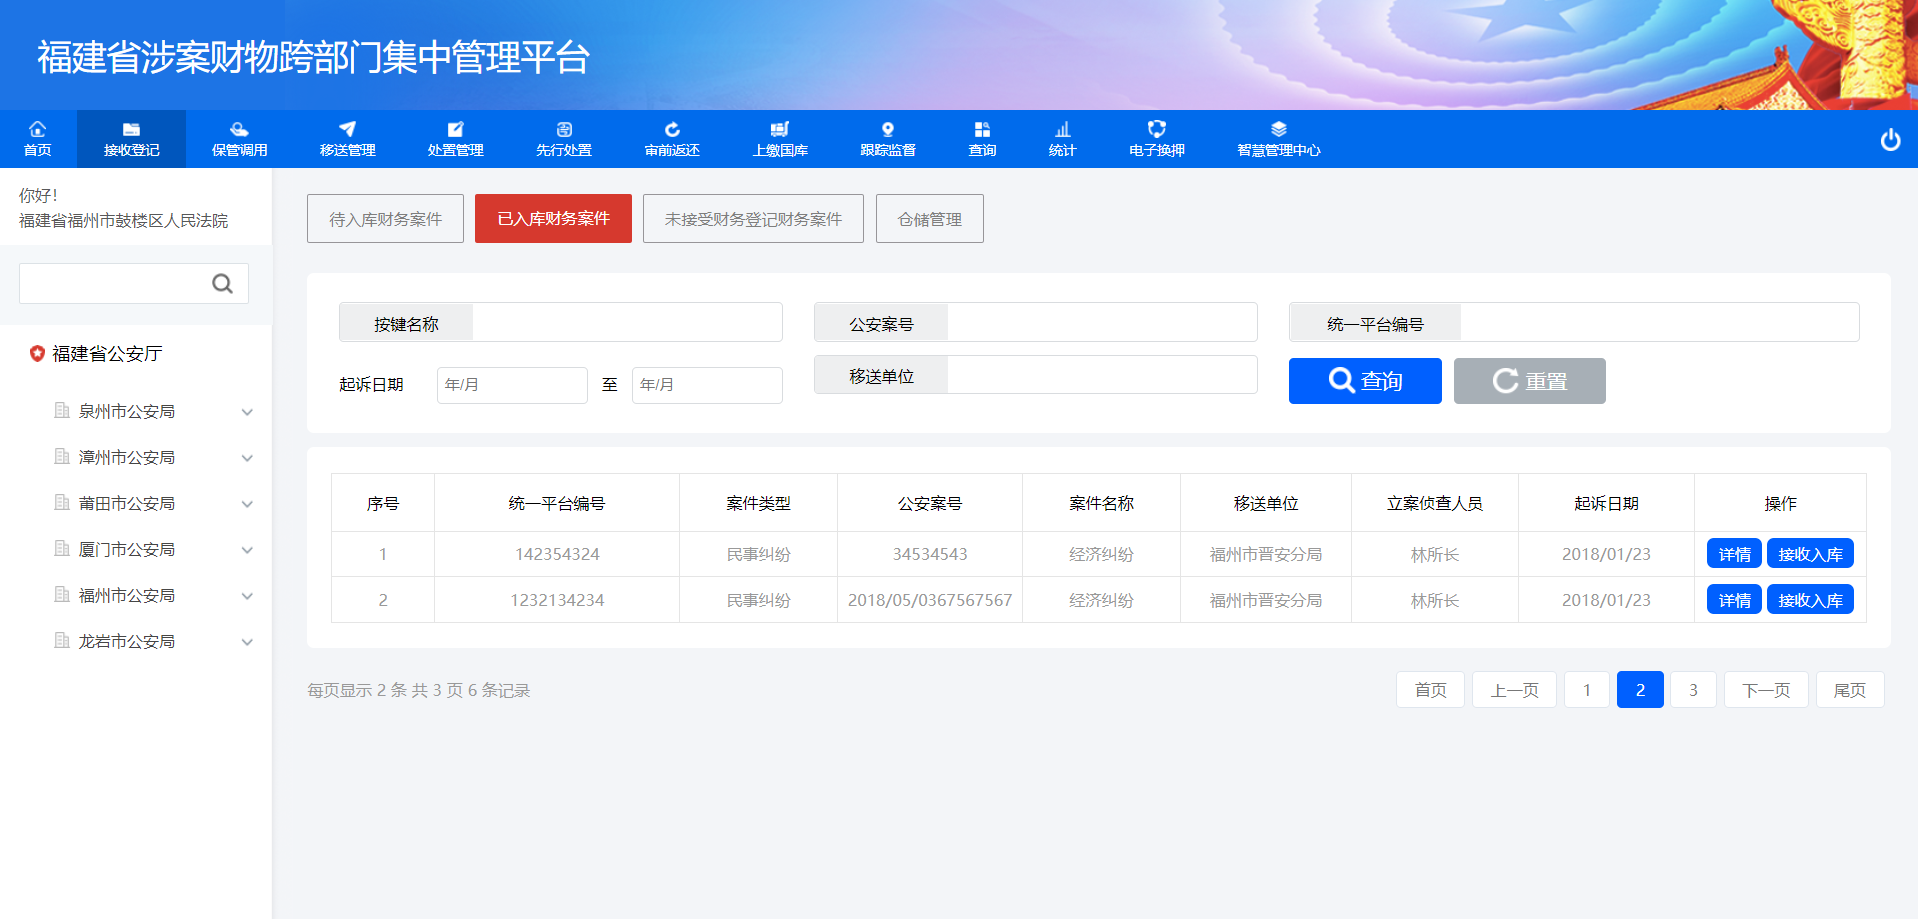 福建省涉案财物跨部门集中管理平台
首页 接收登记 保管调用 移送管理 处置管理 先行处置 审前返还 上缴国库 跟踪监督 查询 统计 电子换押 智慧管理中心
你好！
福建省福州市鼓楼区人民法院
福建省公安厅
泉州市公安局
漳州市公安局
莆田市公安局
厦门市公安局
福州市公安局
龙岩市公安局
待入库财务案件 已入库财务案件 未接受财务登记财务案件 仓储管理
按键名称 公安案号 统一平台编号
起诉日期 年/月 至 年/月 移送单位 查询 重置
序号 统一平台编号 案件类型 公安案号 案件名称 移送单位 立案侦查人员 起诉日期 操作
1 142354324 民事纠纷 34534543 经济纠纷 福州市晋安分局 林所长 2018/01/23 详情 接收入库
2 1232134234 民事纠纷 2018/05/0367567567 经济纠纷 福州市晋安分局 林所长 2018/01/23 详情 接收入库
每页显示 2 条 共 3 页 6 条记录 首页 上一页 1 2 3 下一页 尾页